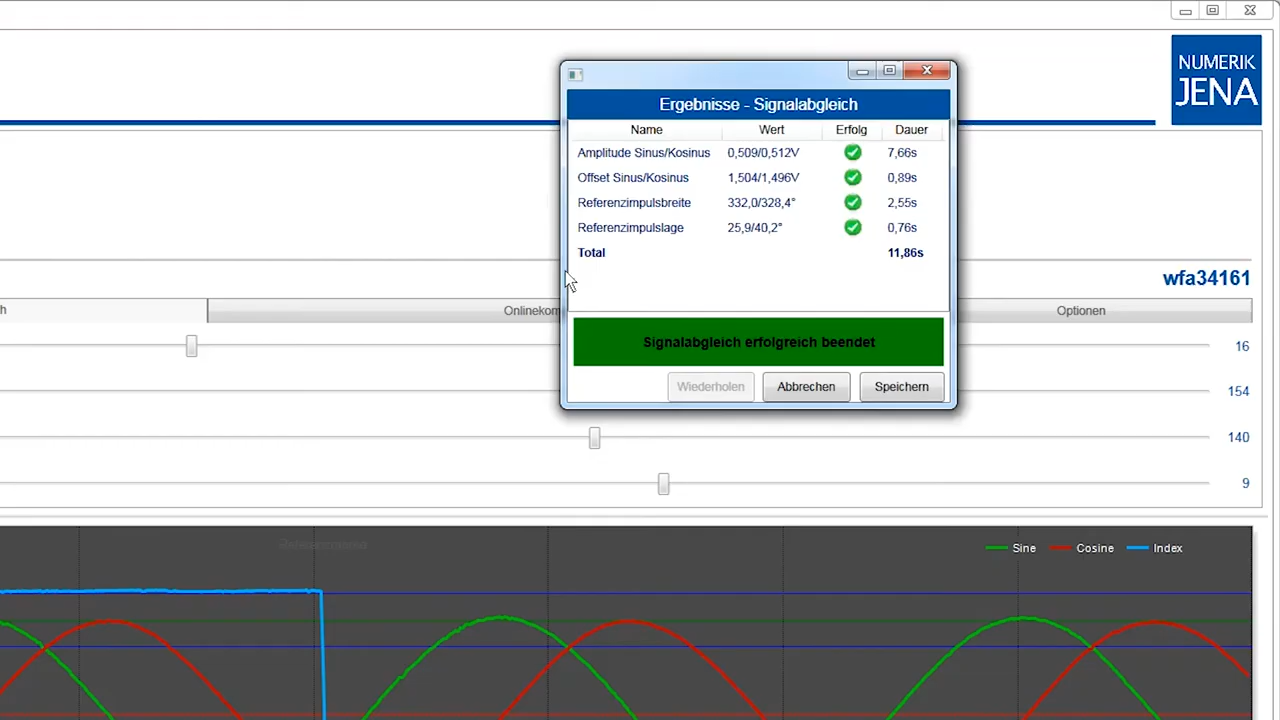 NUMERIK
JENA
Ergebnisse - Signalabgleich
Name Wert Erfolg Dauer
Amplitude Sinus/Kosinus 0,509/0,512V 7,66s
Offset Sinus/Kosinus 1,504/1,496V 0,89s
Referenzimpulsbreite 332,0/328,4° 2,55s
Referenzimpulslage 25,9/40,2° 0,76s
Total 11,86s
wfa34161
h Onlinekom Optionen
Signalabgleich erfolgreich beendet
16
Wiederholen Abbrechen Speichern
154
140
9
Sine Cosine Index